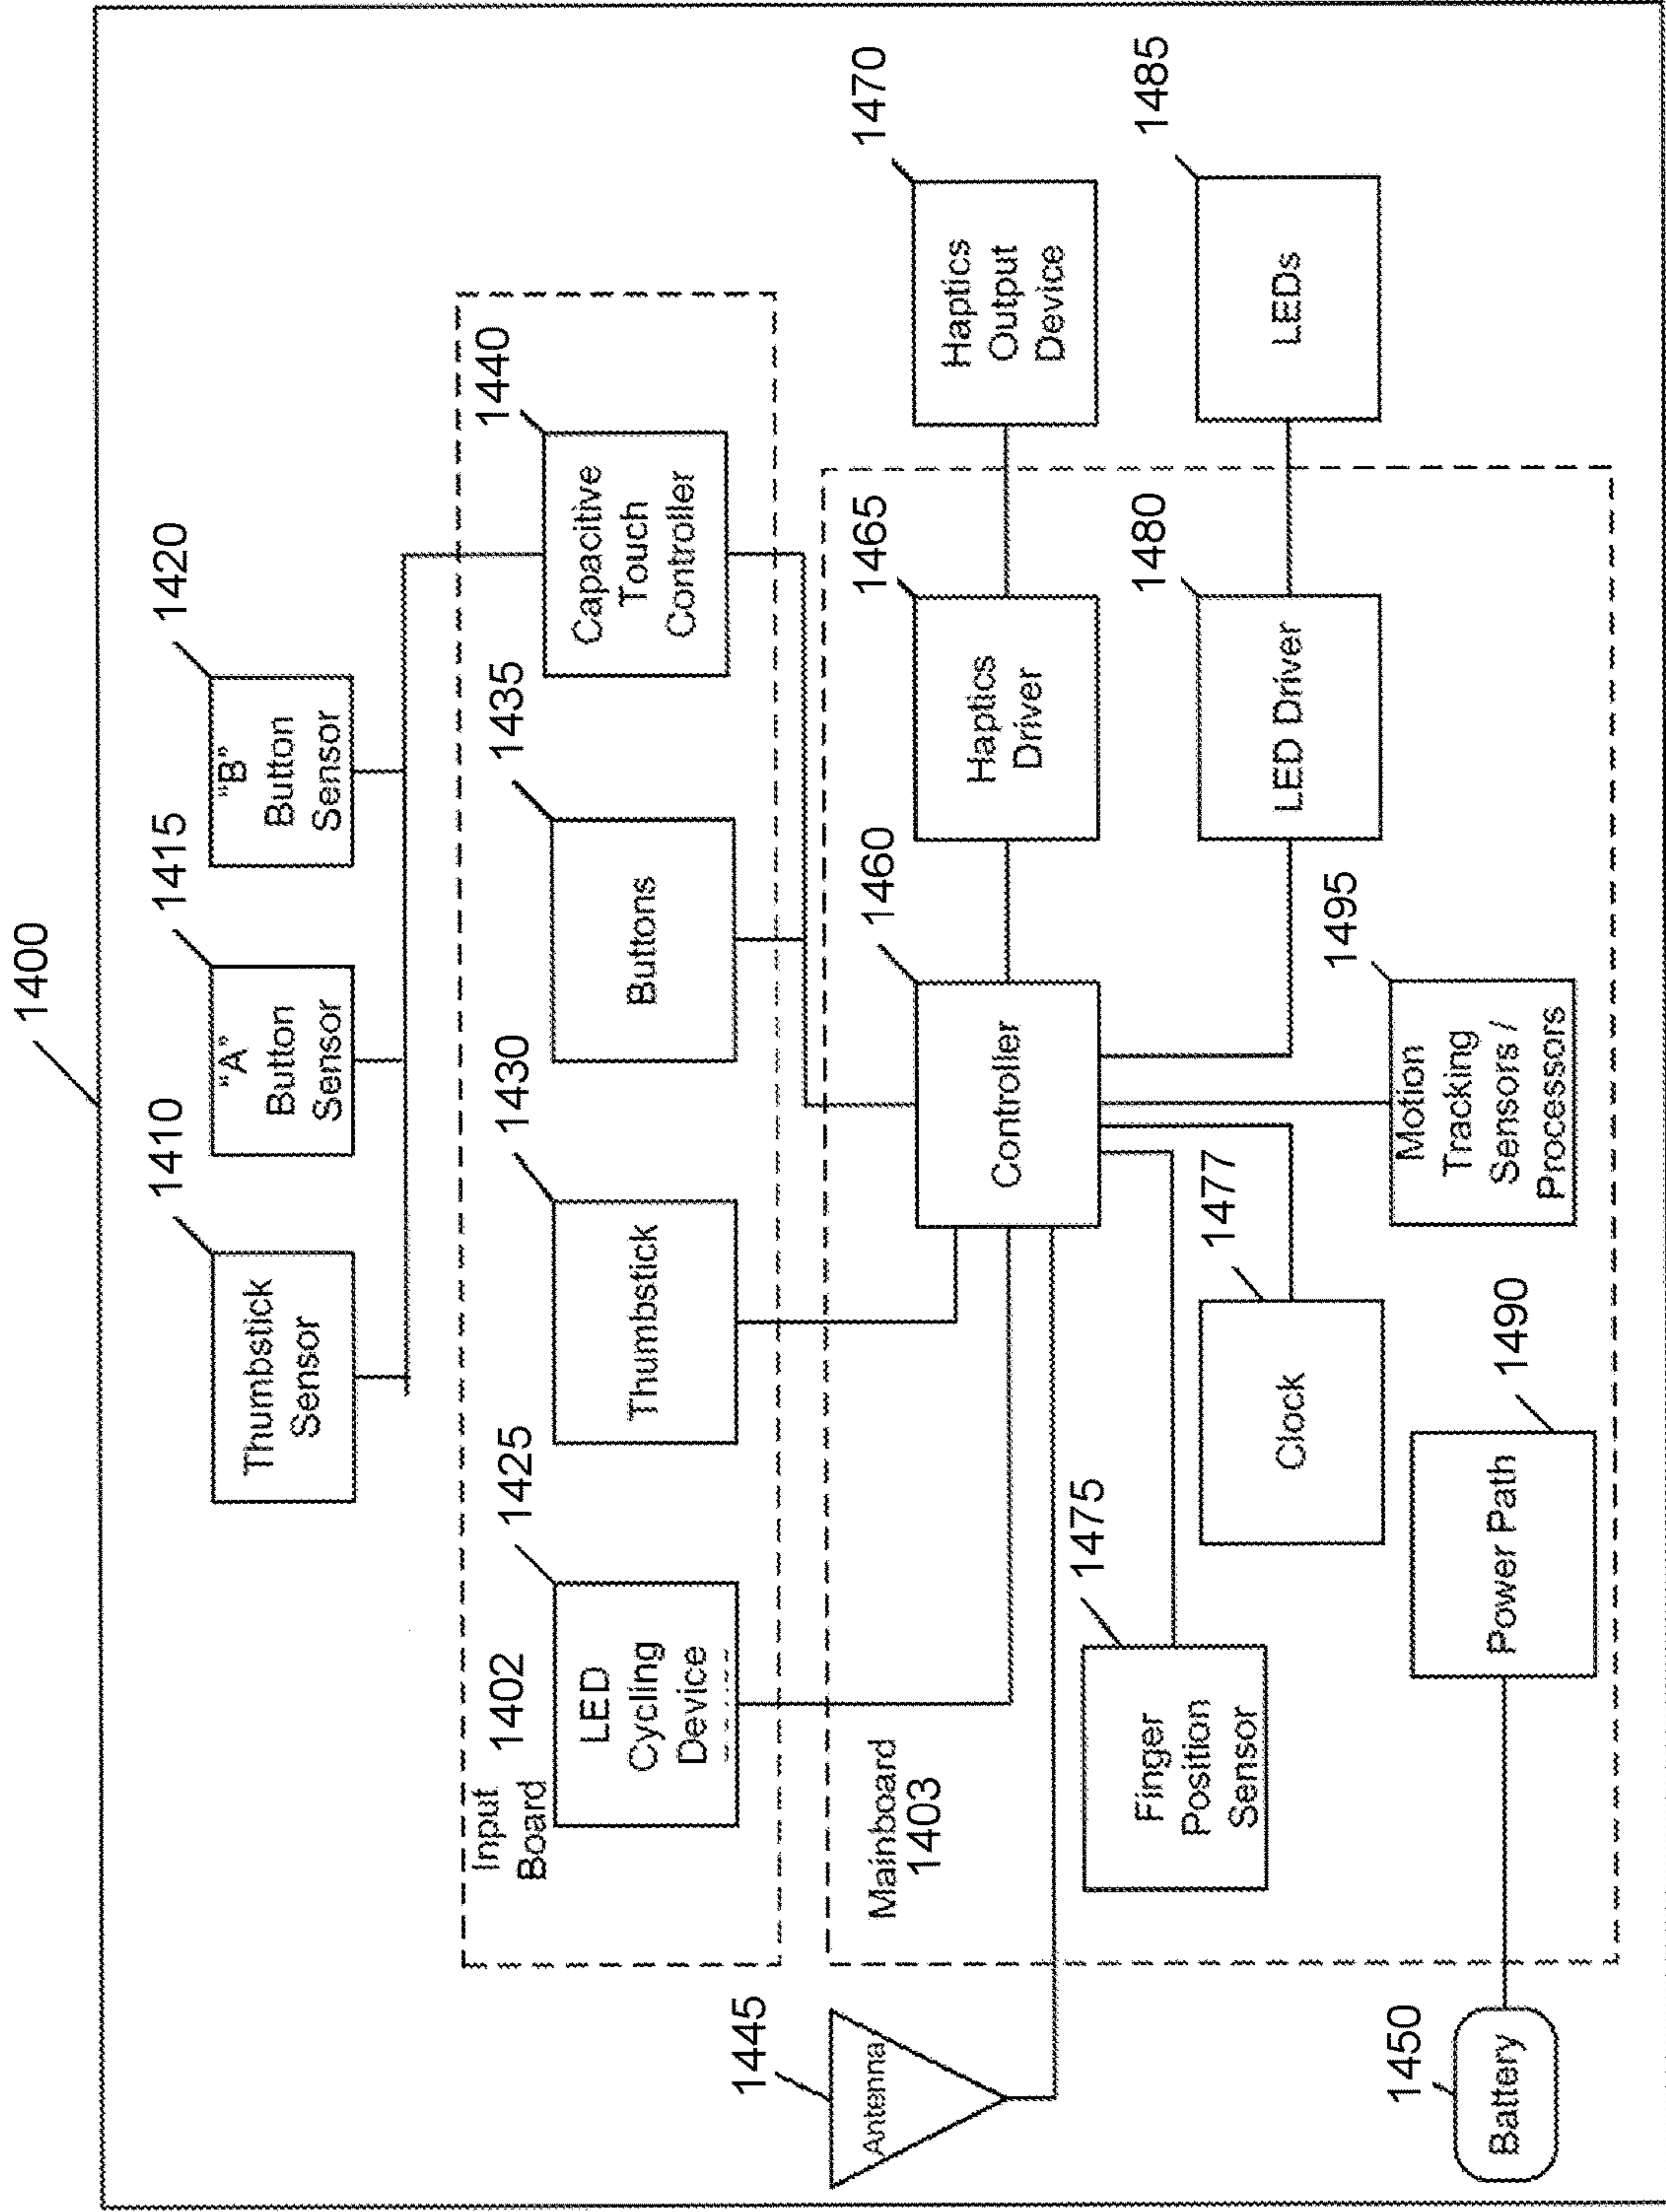 1400
1410
Thumbstick
Sensor
1415
"A"
Button
Sensor
1420
"B"
Button
Sensor
Input
Board
1402
1425
LED
Cycling
Device
1430
Thumbstick
1435
Buttons
1440
Capacitive
Touch
Controller
1445
Antenna
Mainboard
1403
1460
Controller
1465
Haptics
Driver
1470
Haptics
Output
Device
1475
Finger
Position
Sensor
1477
Clock
1480
LED Driver
1485
LEDs
1450
Battery
1490
Power Path
1495
Motion
Tracking
Sensors /
Processors